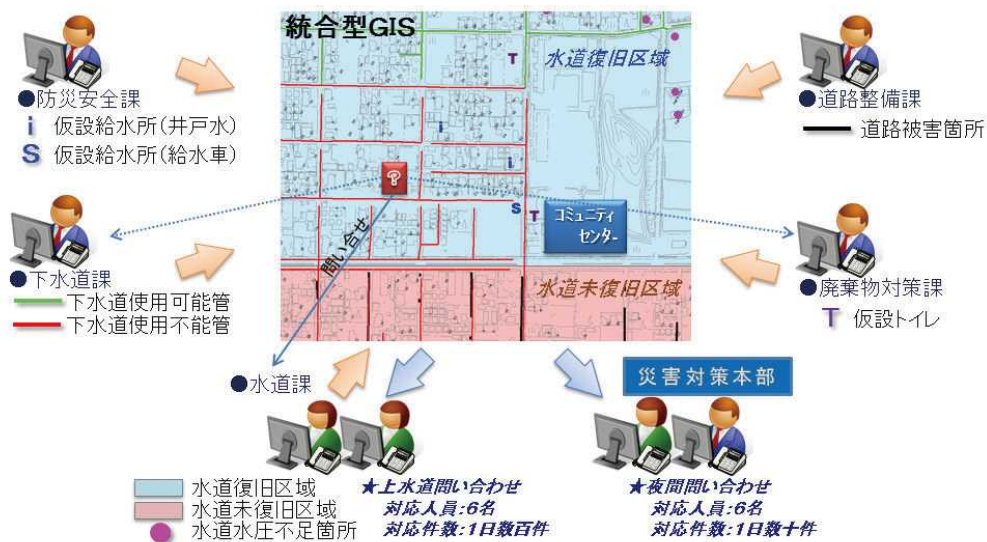 統合型GIS
水道復旧区域
T
i
i
?
S
T
コミュニティ
センター
問い合せ
水道未復旧区域
●防災安全課
i 仮設給水所(井戸水)
S 仮設給水所(給水車)
●道路整備課
道路被害箇所
●下水道課
下水道使用可能管
下水道使用不能管
●廃棄物対策課
T 仮設トイレ
●水道課
災害対策本部
水道復旧区域
水道未復旧区域
水道水圧不足箇所
★上水道問い合わせ
対応人員:6名
対応件数:1日数百件
★夜間問い合わせ
対応人員:6名
対応件数:1日数十件